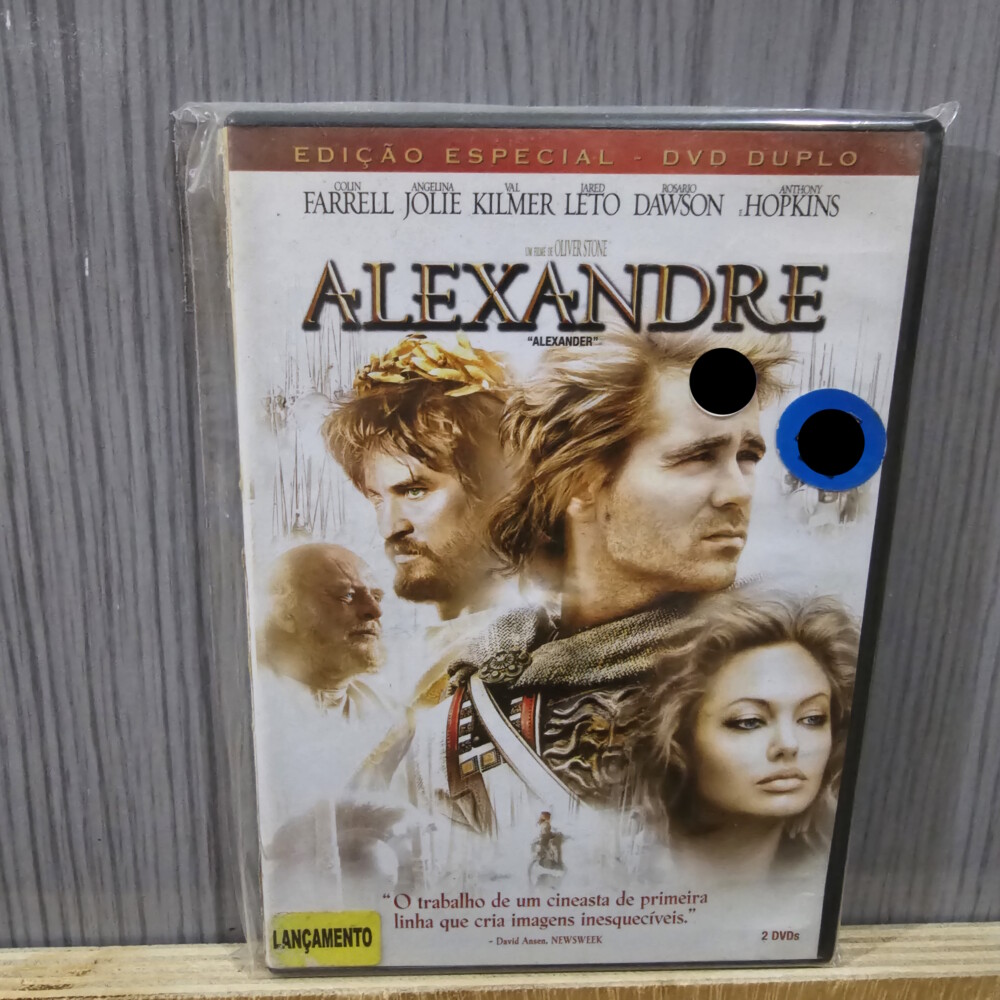 EDIÇÃO ESPECIAL - DVD DUPLO
COLIN FARRELL ANGELINA JOLIE VAL KILMER JARED LETO ROSARIO DAWSON E ANTHONY HOPKINS
UM FILME DE OLIVER STONE
ALEXANDRE
"ALEXANDER"
"O trabalho de um cineasta de primeira
linha que cria imagens inesquecíveis."
- David Ansen, NEWSWEEK
LANÇAMENTO
2 DVDs